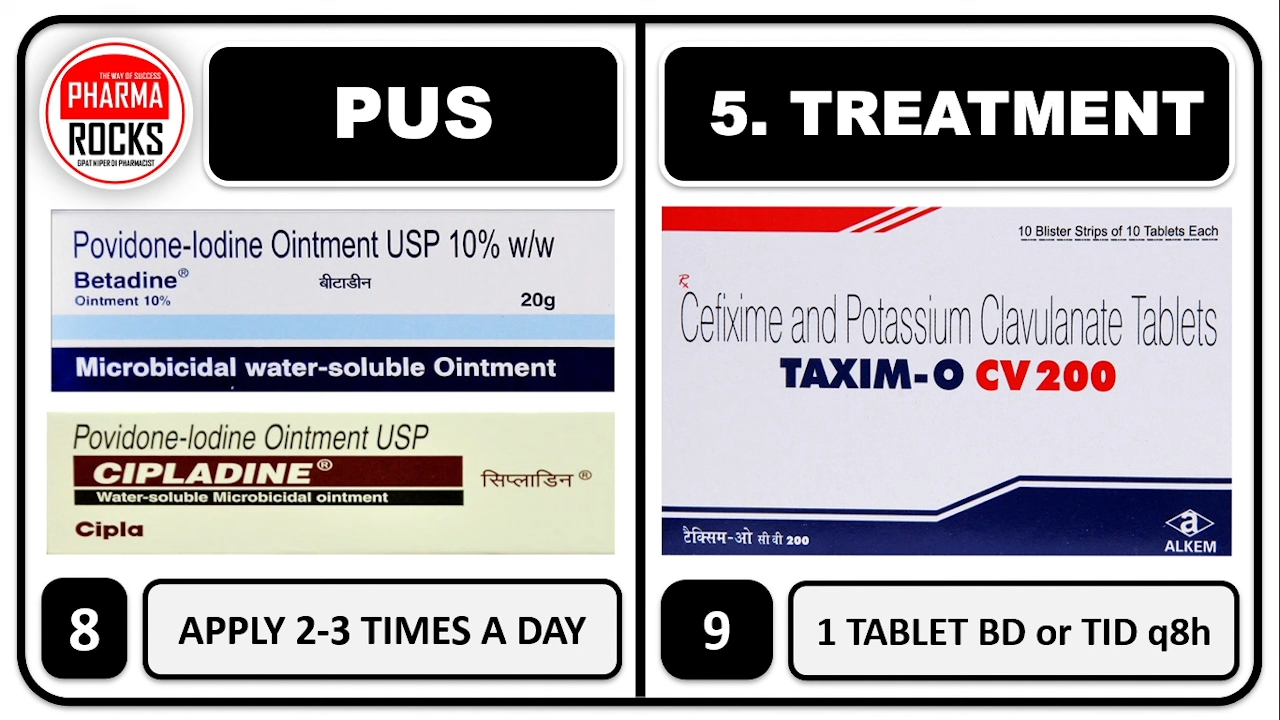 THE WAY OF SUCCESS
PHARMA
ROCKS
GPAT NIPER DI PHARMACIST
PUS
Povidone-Iodine Ointment USP 10% w/w
Betadine® बीटाडीन
Ointment 10% 20g
Microbicidal water-soluble Ointment
Povidone-Iodine Ointment USP
CIPLADINE® सिप्लाडिन ®
Water-soluble Microbicidal ointment
Cipla
8 APPLY 2-3 TIMES A DAY
5. TREATMENT
10 Blister Strips of 10 Tablets Each
Rx
Cefixime and Potassium Clavulanate Tablets
TAXIM-O CV 200
टैक्सिम-ओ सी वी 200
a
ALKEM
9 1 TABLET BD or TID q8h